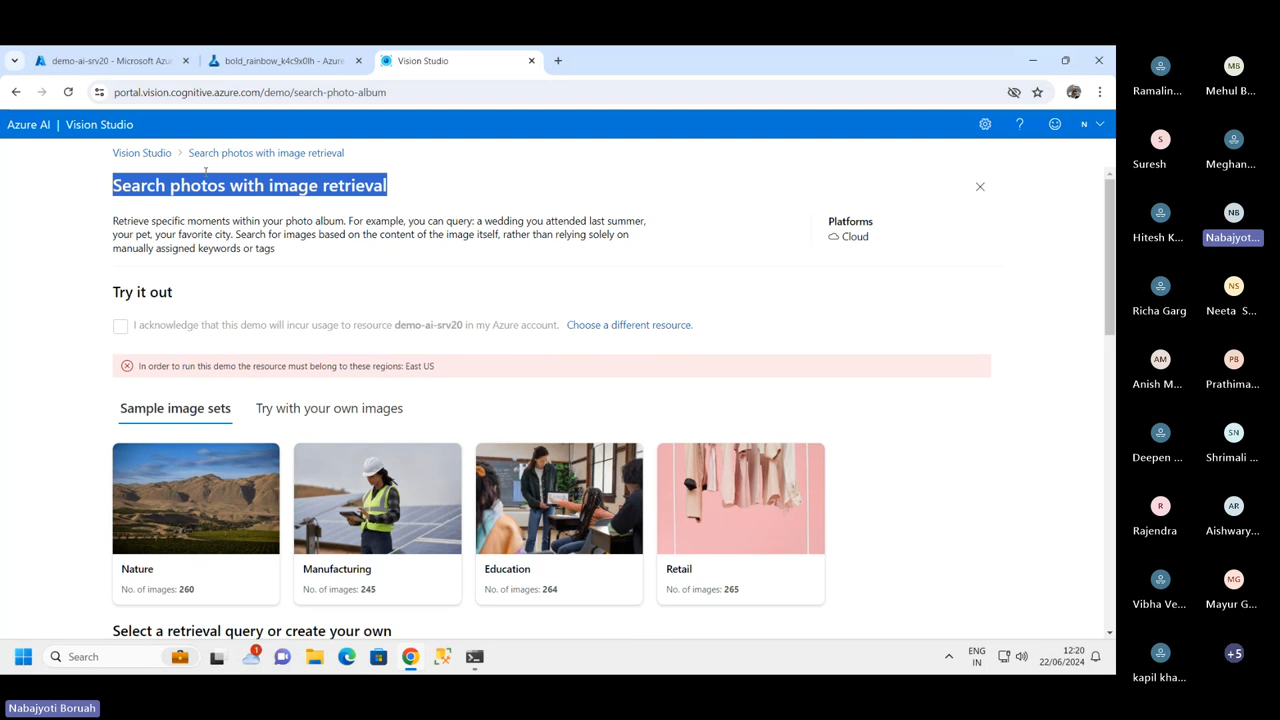 demo-ai-srv20 - Microsoft Azu
bold_rainbow_k4c9x0lh - Azure
Vision Studio
portal.vision.cognitive.azure.com/demo/search-photo-album
Azure AI | Vision Studio
N
Vision Studio > Search photos with image retrieval
Search photos with image retrieval
Retrieve specific moments within your photo album. For example, you can query: a wedding you attended last summer,
your pet, your favorite city. Search for images based on the content of the image itself, rather than relying solely on
manually assigned keywords or tags
Platforms
Cloud
Try it out
I acknowledge that this demo will incur usage to resource demo-ai-srv20 in my Azure account. Choose a different resource.
In order to run this demo the resource must belong to these regions: East US
Sample image sets
Try with your own images
Nature
No. of images: 260
Manufacturing
No. of images: 245
Education
No. of images: 264
Retail
No. of images: 265
Select a retrieval query or create your own
Search
1
ENG
IN
12:20
22/06/2024
Nabajyoti Boruah
Ramalin...
MB
Mehul B...
S
Suresh
Meghan...
Hitesh K...
NB
Nabajyot...
Richa Garg
NS
Neeta S...
AM
Anish M...
PB
Prathima...
Deepen ...
SN
Shrimali ...
R
Rajendra
AR
Aishwary...
Vibha Ve...
MG
Mayur G...
kapil kha...
+5